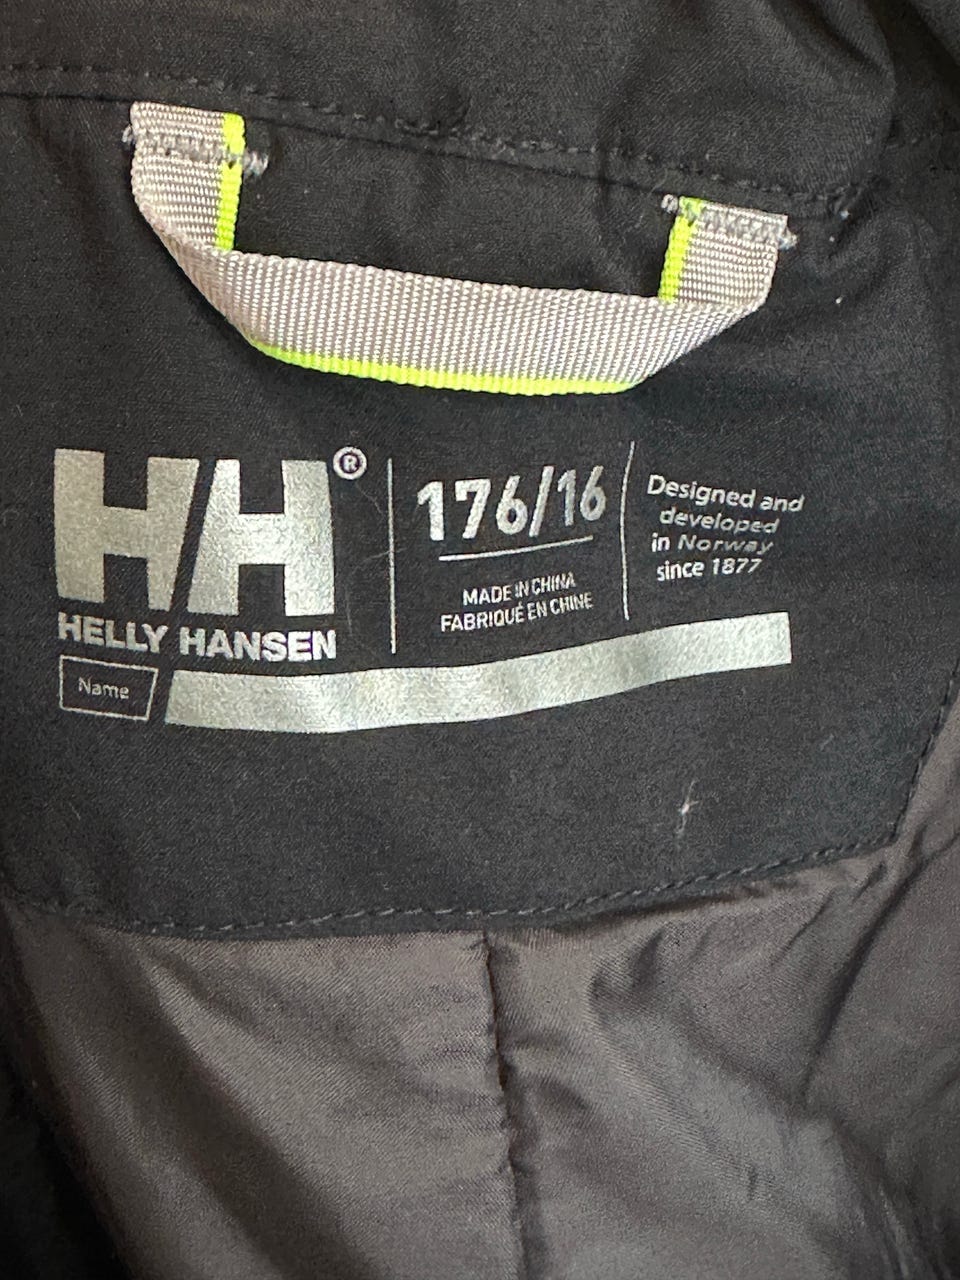 HH®
HELLY HANSEN
Name
176/16
MADE IN CHINA
FABRIQUÉ EN CHINE
Designed and
developed
in Norway
since 1877